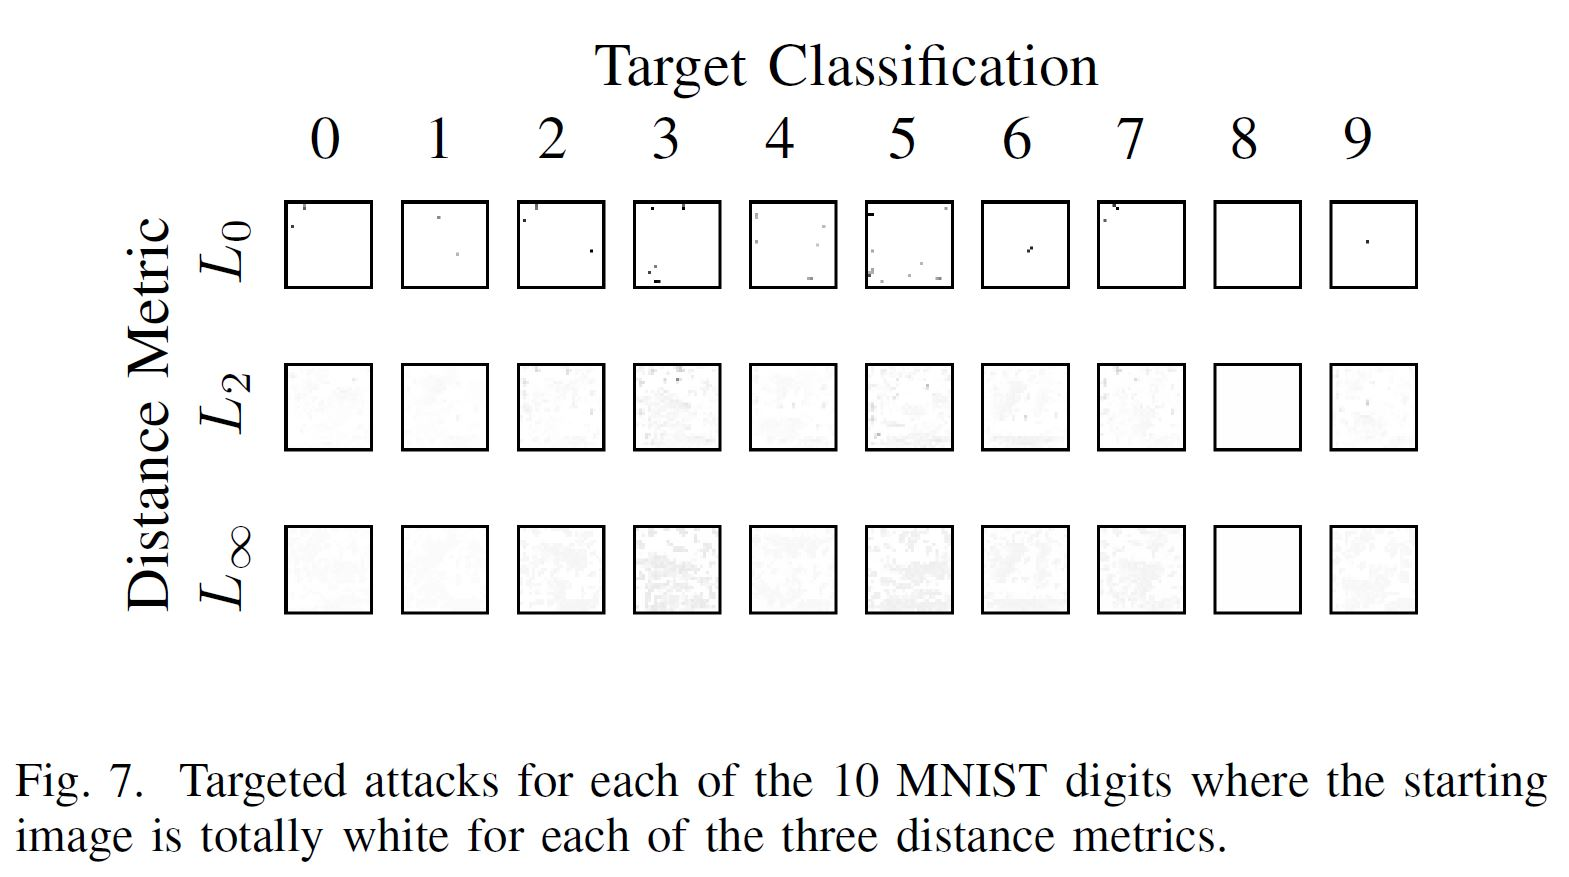 Target Classification
0 1 2 3 4 5 6 7 8 9
Distance Metric
L0
L2
L∞
Fig. 7. Targeted attacks for each of the 10 MNIST digits where the starting
image is totally white for each of the three distance metrics.